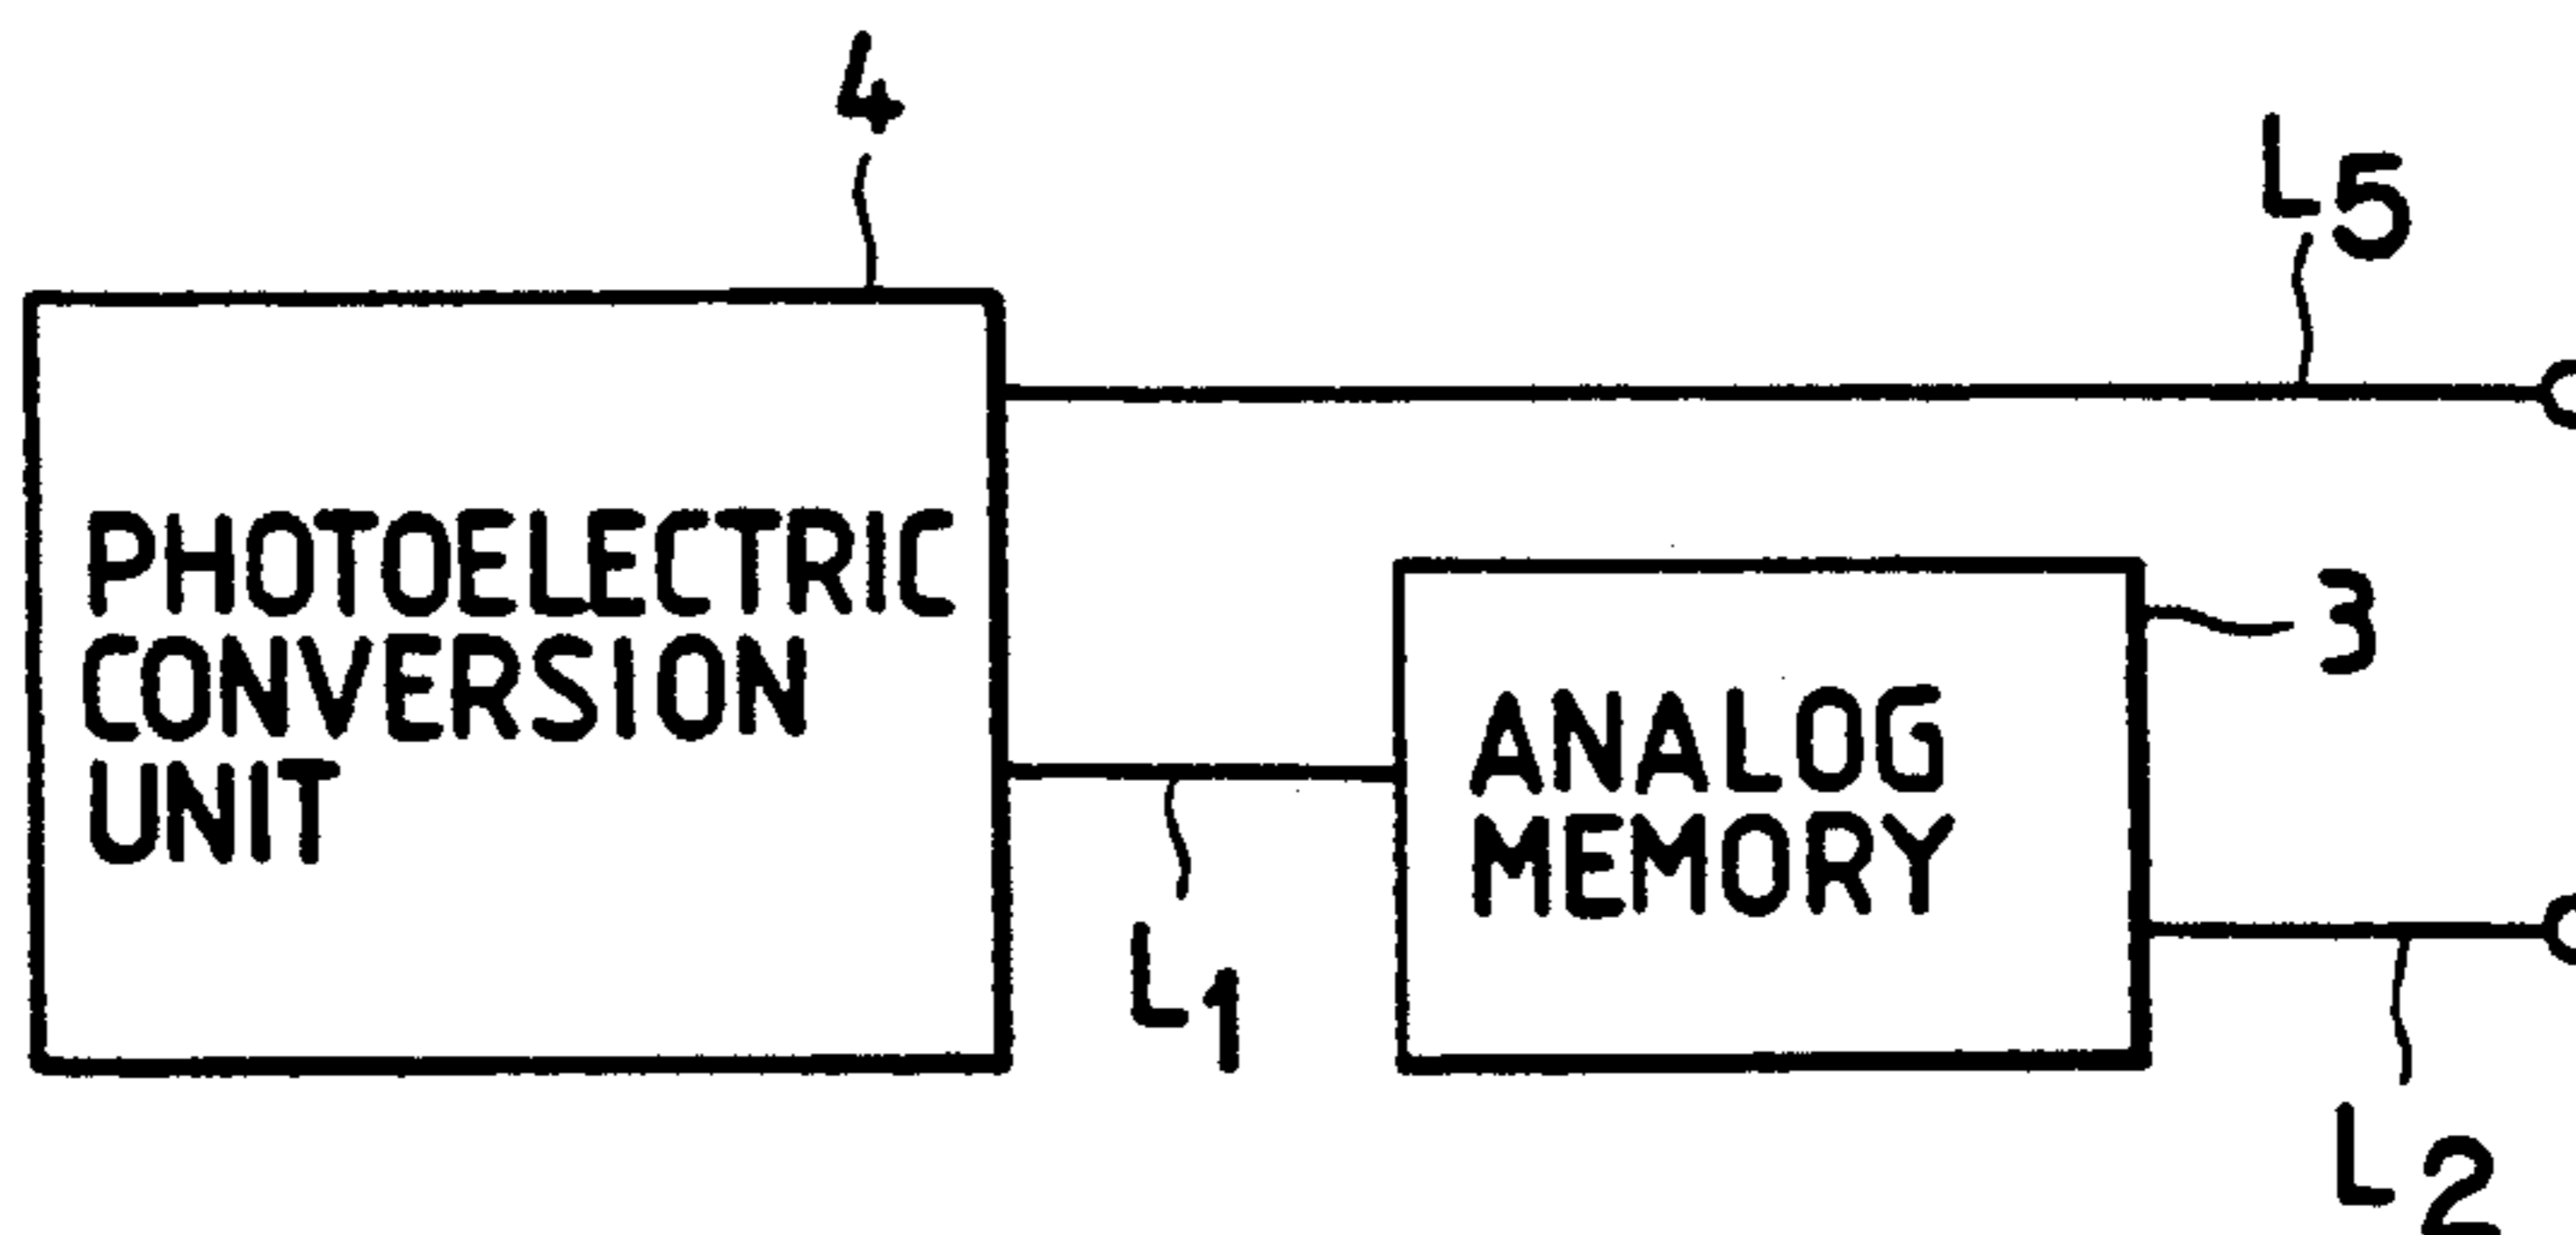 4
L5
PHOTOELECTRIC
CONVERSION
UNIT
3
ANALOG
MEMORY
L1
L2